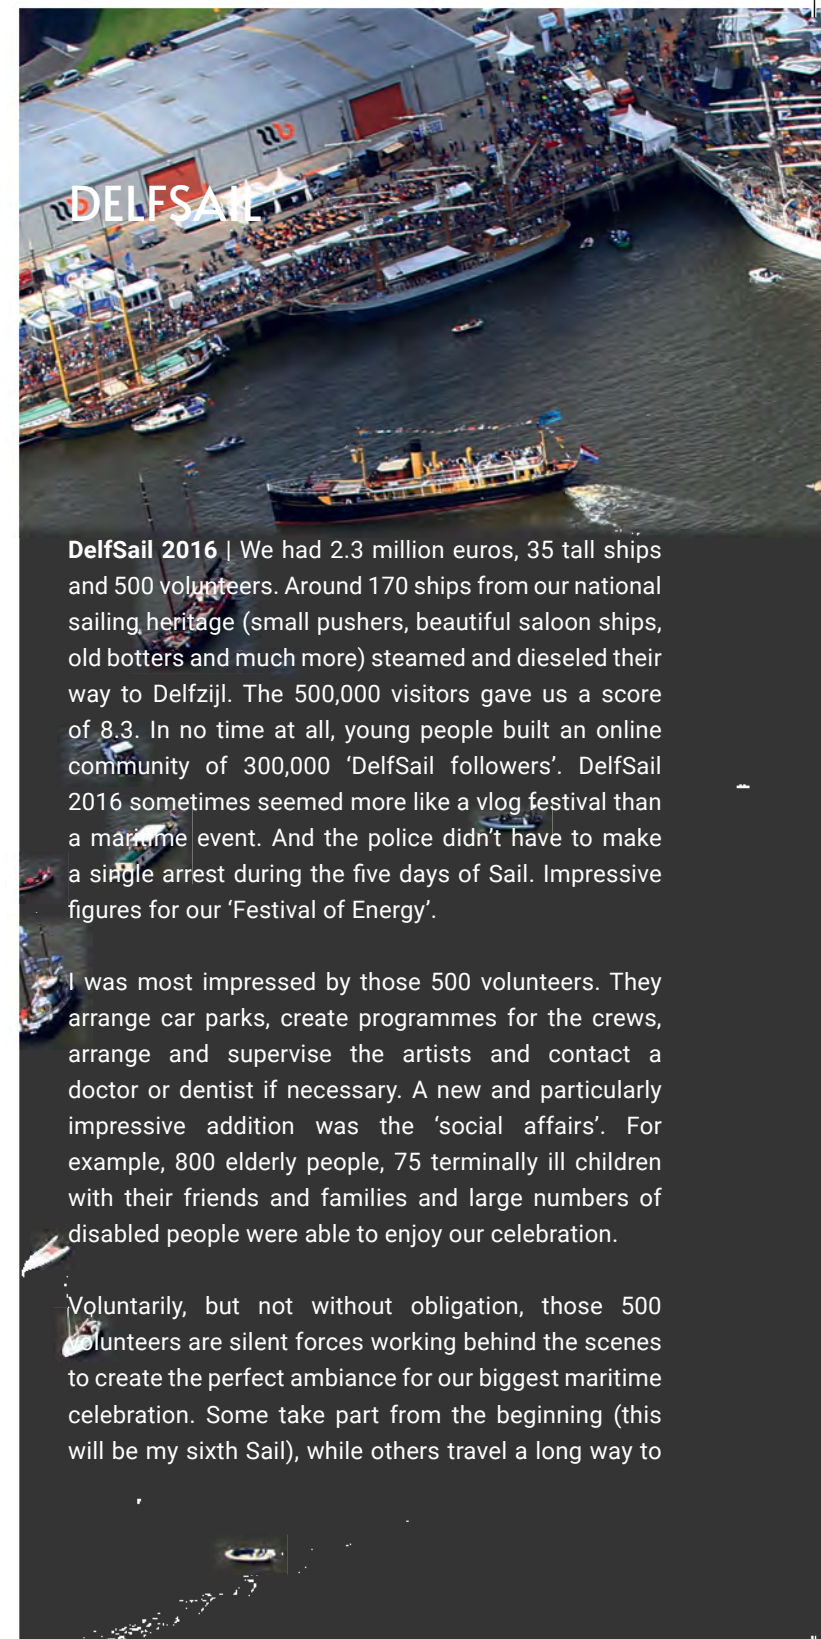 DELFSAIL
DelfSail 2016 | We had 2.3 million euros, 35 tall ships
and 500 volunteers. Around 170 ships from our national
sailing heritage (small pushers, beautiful saloon ships,
old botters and much more) steamed and dieseled their
way to Delfzijl. The 500,000 visitors gave us a score
of 8.3. In no time at all, young people built an online
community of 300,000 ‘DelfSail followers’. DelfSail
2016 sometimes seemed more like a vlog festival than
a maritime event. And the police didn’t have to make
a single arrest during the five days of Sail. Impressive
figures for our ‘Festival of Energy’.
I was most impressed by those 500 volunteers. They
arrange car parks, create programmes for the crews,
arrange and supervise the artists and contact a
doctor or dentist if necessary. A new and particularly
impressive addition was the ‘social affairs’. For
example, 800 elderly people, 75 terminally ill children
with their friends and families and large numbers of
disabled people were able to enjoy our celebration.
Voluntarily, but not without obligation, those 500
volunteers are silent forces working behind the scenes
to create the perfect ambiance for our biggest maritime
celebration. Some take part from the beginning (this
will be my sixth Sail), while others travel a long way to